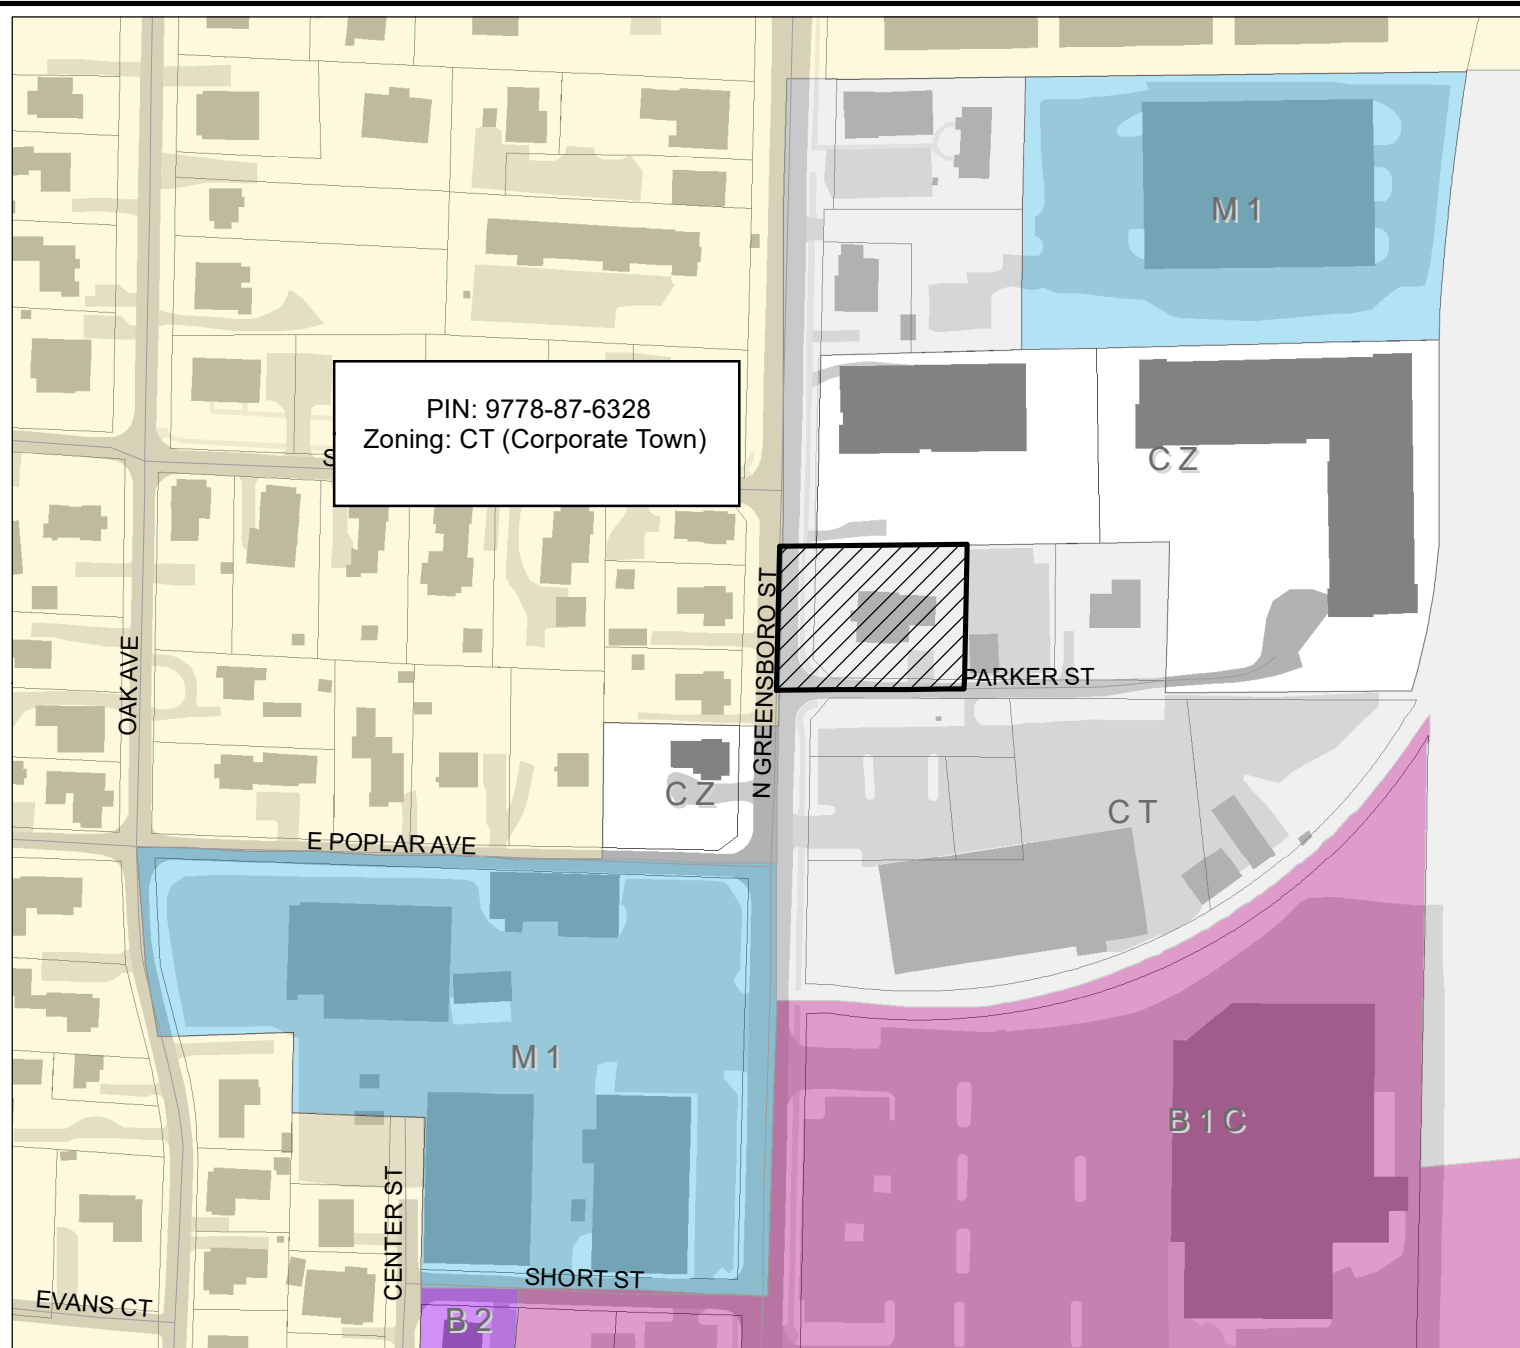 M 1
PIN: 9778-87-6328
Zoning: CT (Corporate Town)
S
C Z
N GREENSBORO ST
OAK AVE
PARKER ST
C Z
C T
E POPLAR AVE
M 1
B 1 C
CENTER ST
SHORT ST
EVANS CT
B 2